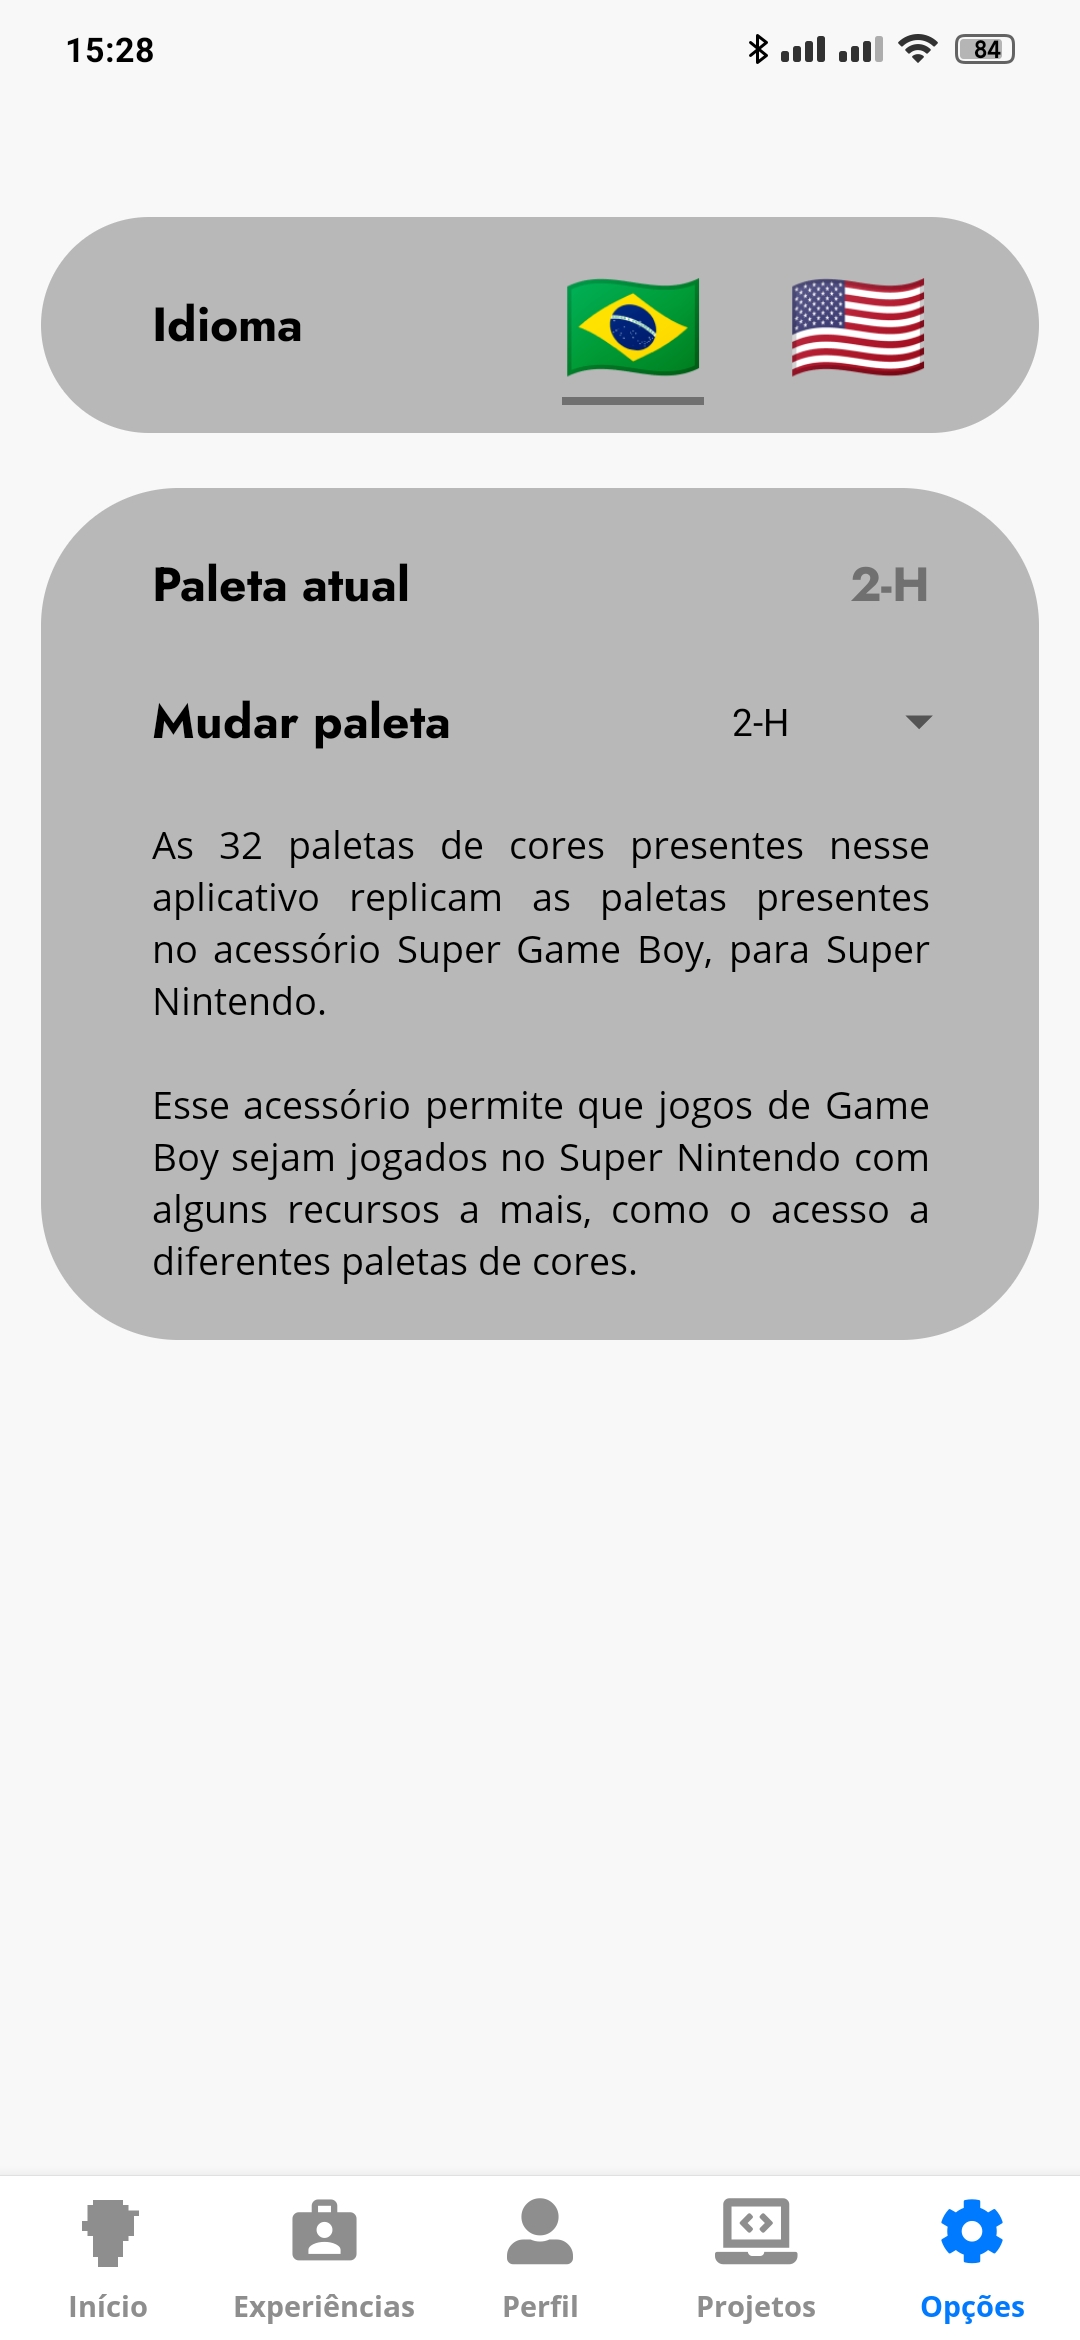 15:28
84
Idioma
Paleta atual
2-H
Mudar paleta
2-H
As 32 paletas de cores presentes nesse
aplicativo replicam as paletas presentes
no acessório Super Game Boy, para Super
Nintendo.
Esse acessório permite que jogos de Game
Boy sejam jogados no Super Nintendo com
alguns recursos a mais, como o acesso a
diferentes paletas de cores.
Início
Experiências
Perfil
Projetos
Opções